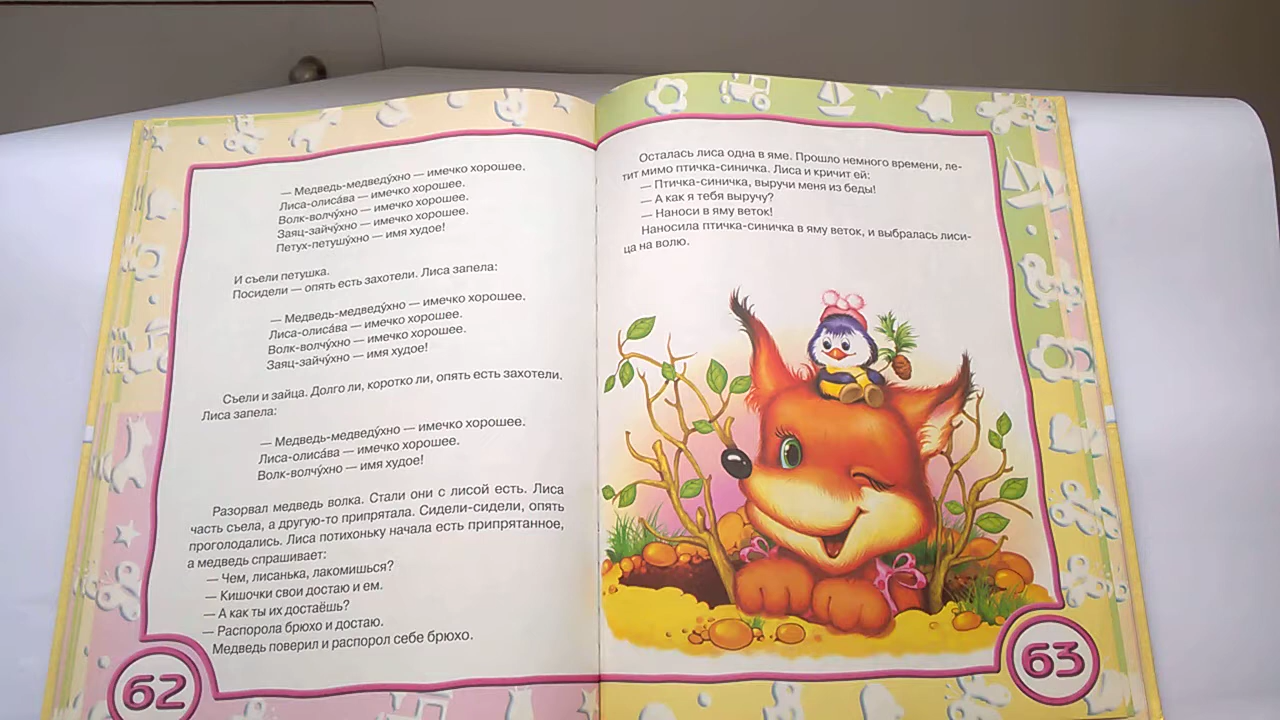 — Медведь-медведу́хно — имечко хорошее.
Лиса-олиса́ва — имечко хорошее.
Волк-волчу́хно — имечко хорошее.
Заяц-зайчу́хно — имечко хорошее.
Петух-петушу́хно — имя худое!
И съели петушка.
Посидели — опять есть захотели. Лиса запела:
— Медведь-медведу́хно — имечко хорошее.
Лиса-олиса́ва — имечко хорошее.
Волк-волчу́хно — имечко хорошее.
Заяц-зайчу́хно — имя худое!
Съели и зайца. Долго ли, коротко ли, опять есть захотели.
Лиса запела:
— Медведь-медведу́хно — имечко хорошее.
Лиса-олиса́ва — имечко хорошее.
Волк-волчу́хно — имя худое!
Разорвал медведь волка. Стали они с лисой есть. Лиса
часть съела, а другую-то припрятала. Сидели-сидели, опять
проголодались. Лиса потихоньку начала есть припрятанное,
а медведь спрашивает:
— Чем, лисанька, лакомишься?
— Кишочки свои достаю и ем.
— А как ты их достаёшь?
— Распорола брюхо и достаю.
Медведь поверил и распорол себе брюхо.
62
Осталась лиса одна в яме. Прошло немного времени, ле-
тит мимо птичка-синичка. Лиса и кричит ей:
— Птичка-синичка, выручи меня из беды!
— А как я тебя выручу?
— Наноси в яму веток!
Наносила птичка-синичка в яму веток, и выбралась лиси-
ца на волю.
63